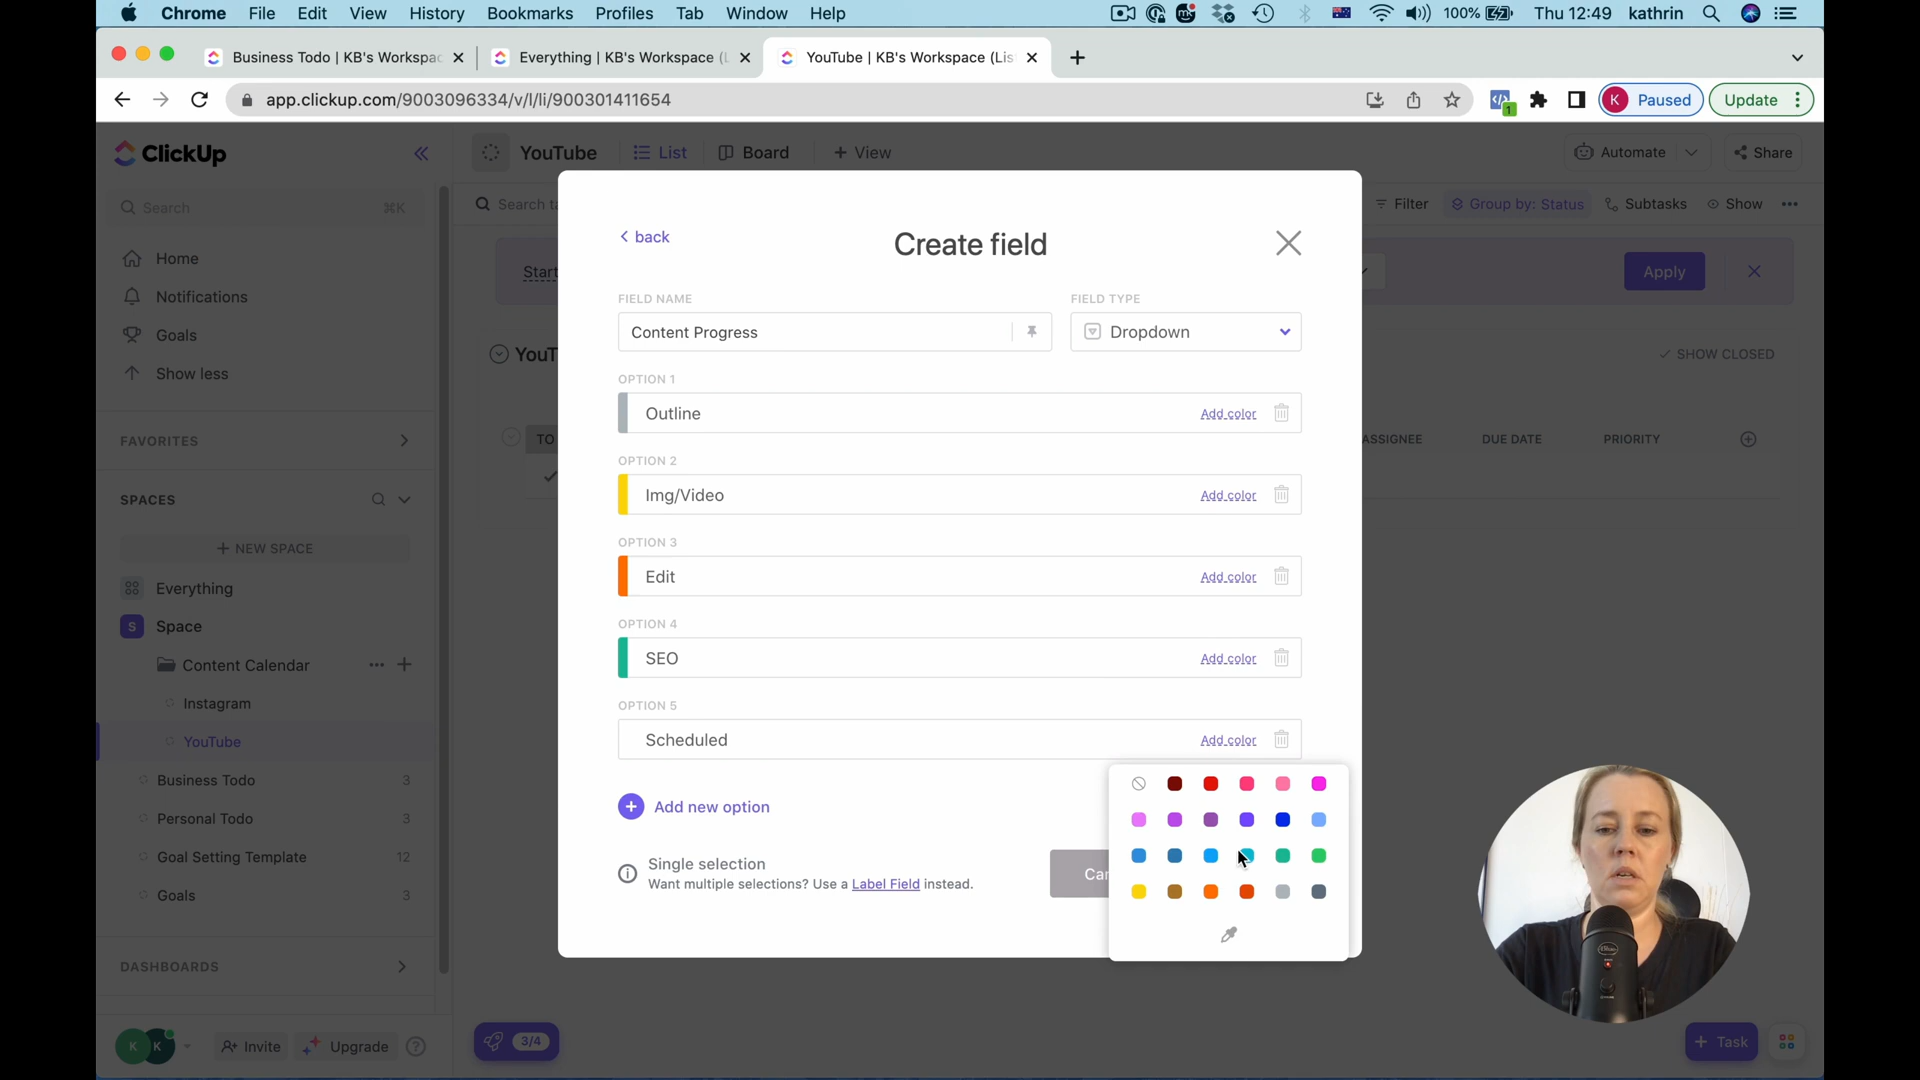 Chrome File Edit View History Bookmarks Profiles Tab Window Help 100% Thu 12:49 kathrin
Business Todo | KB's Workspac
Everything | KB's Workspace (L
YouTube | KB's Workspace (Lis
app.clickup.com/9003096334/v/l/li/900301411654
1
K Paused
Update
ClickUp
YouTube List Board + View
Automate
Share
Search ⌘K
Search ta
Filter
Group by: Status
Subtasks
Show
Home
Notifications
Goals
Show less
FAVORITES
SPACES
+ NEW SPACE
Everything
S Space
Content Calendar
Instagram
YouTube
Business Todo 3
Personal Todo 3
Goal Setting Template 12
Goals 3
DASHBOARDS
K K
Invite
Upgrade
?
Start
Apply
YouT
SHOW CLOSED
TO
ASSIGNEE DUE DATE PRIORITY
back
Create field
FIELD NAME
Content Progress
FIELD TYPE
Dropdown
OPTION 1
Outline Add color
OPTION 2
Img/Video Add color
OPTION 3
Edit Add color
OPTION 4
SEO Add color
OPTION 5
Scheduled Add color
+ Add new option
Single selection
Want multiple selections? Use a Label Field instead.
Can
3/4
+ Task